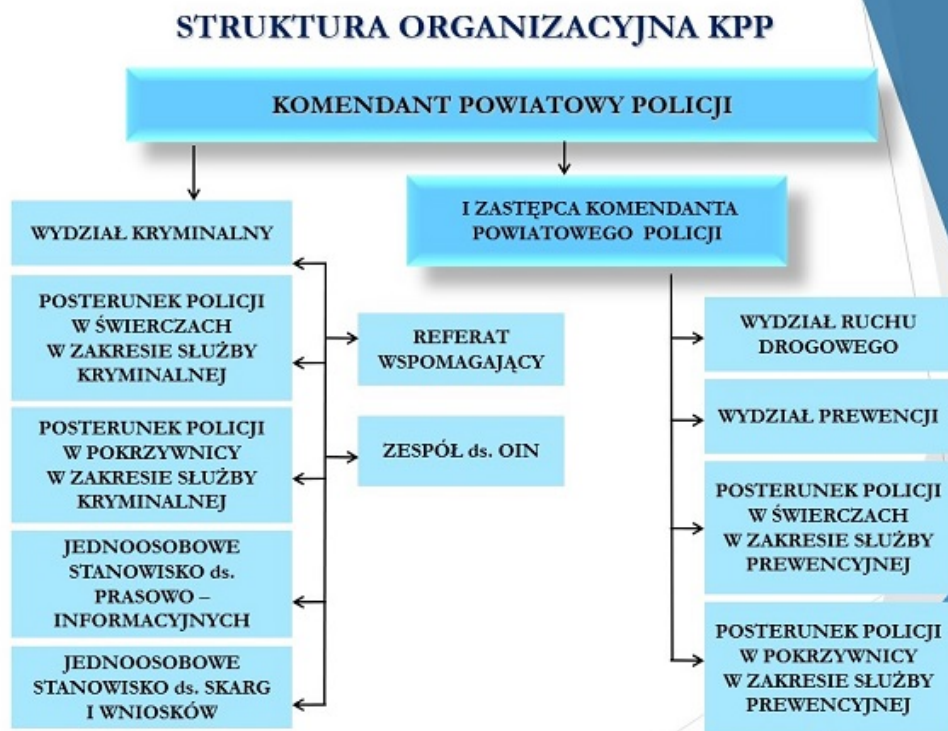 STRUKTURA ORGANIZACYJNA KPP
KOMENDANT POWIATOWY POLICJI
WYDZIAŁ KRYMINALNY
POSTERUNEK POLICJI
W ŚWIERCZACH
W ZAKRESIE SŁUŻBY
KRYMINALNEJ
POSTERUNEK POLICJI
W POKRZYWNICY
W ZAKRESIE SŁUŻBY
KRYMINALNEJ
JEDNOOSOBOWE
STANOWISKO ds.
PRASOWO –
INFORMACYJNYCH
JEDNOOSOBOWE
STANOWISKO ds. SKARG
I WNIOSKÓW
REFERAT
WSPOMAGAJĄCY
ZESPÓŁ ds. OIN
I ZASTĘPCA KOMENDANTA
POWIATOWEGO POLICJI
WYDZIAŁ RUCHU
DROGOWEGO
WYDZIAŁ PREWENCJI
POSTERUNEK POLICJI
W ŚWIERCZACH
W ZAKRESIE SŁUŻBY
PREWENCYJNEJ
POSTERUNEK POLICJI
W POKRZYWNICY
W ZAKRESIE SŁUŻBY
PREWENCYJNEJ